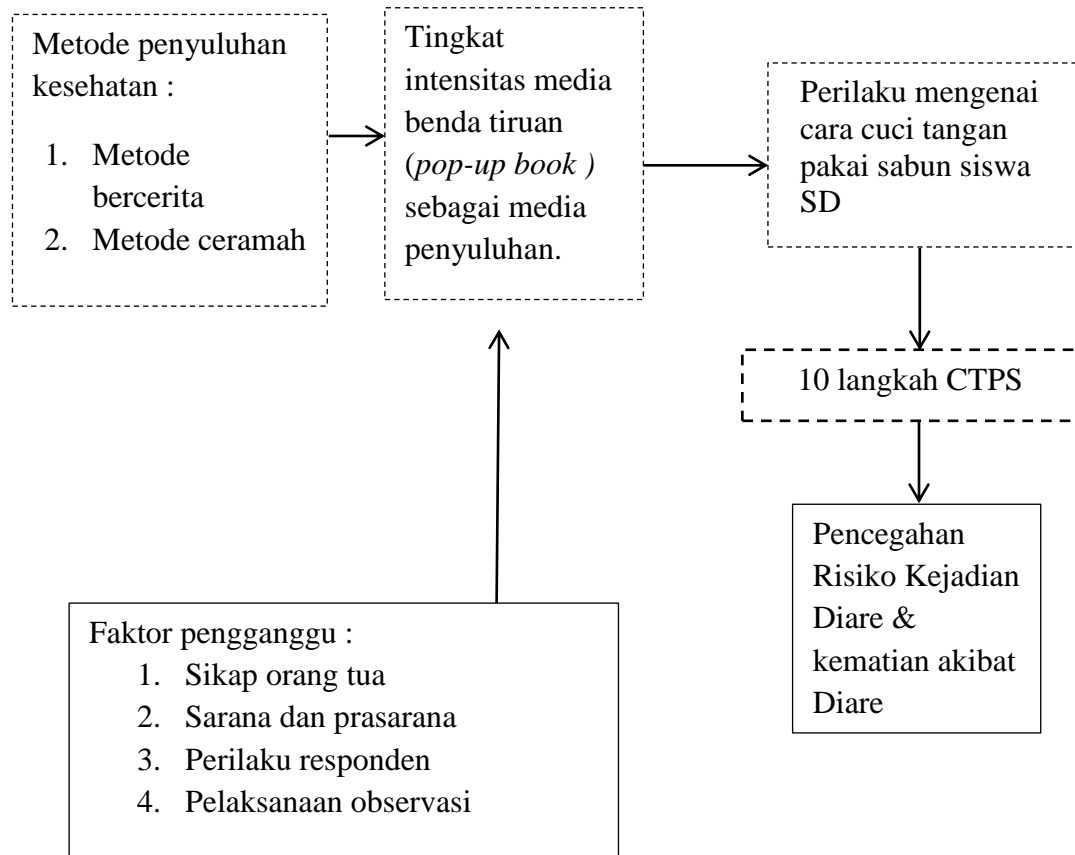 Metode penyuluhan
kesehatan :
1. Metode
bercerita
2. Metode ceramah
Tingkat
intensitas media
benda tiruan
(pop-up book )
sebagai media
penyuluhan.
Perilaku mengenai
cara cuci tangan
pakai sabun siswa
SD
10 langkah CTPS
Pencegahan
Risiko Kejadian
Diare &
kematian akibat
Diare
Faktor pengganggu :
1. Sikap orang tua
2. Sarana dan prasarana
3. Perilaku responden
4. Pelaksanaan observasi